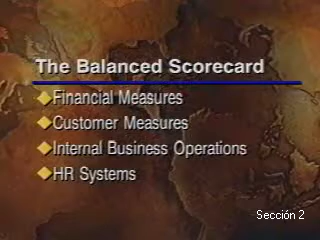 The Balanced Scorecard
◆Financial Measures
◆Customer Measures
◆Internal Business Operations
◆HR Systems
Sección 2